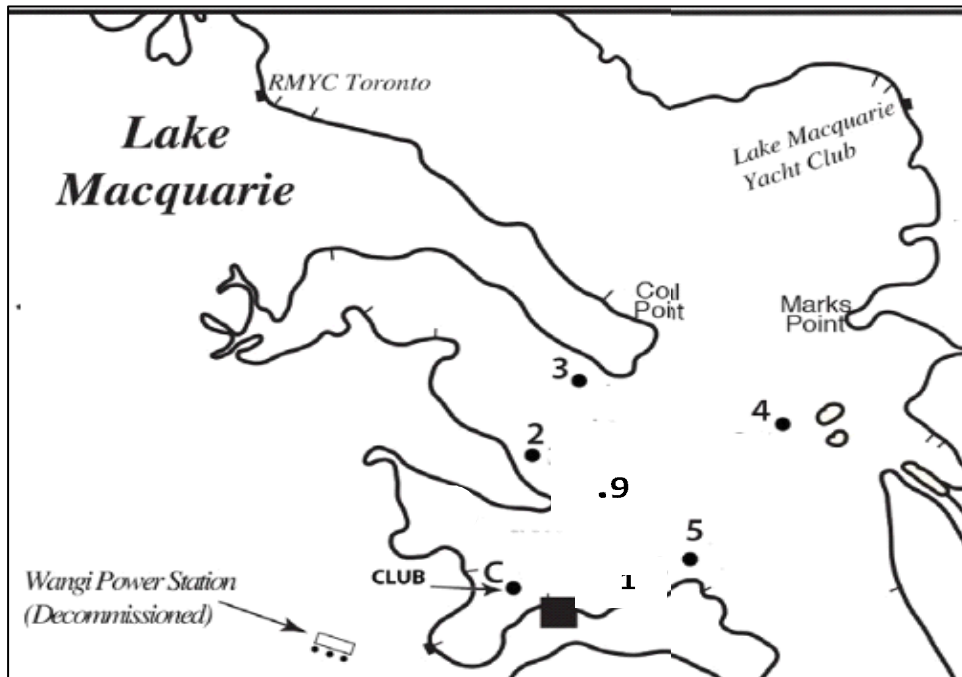 RMYC Toronto
Lake
Macquarie
Lake Macquarie
Yacht Club
Coil
Point
Marks
Point
3
4
2
.9
5
1
CLUB
C
Wangi Power Station
(Decommissioned)